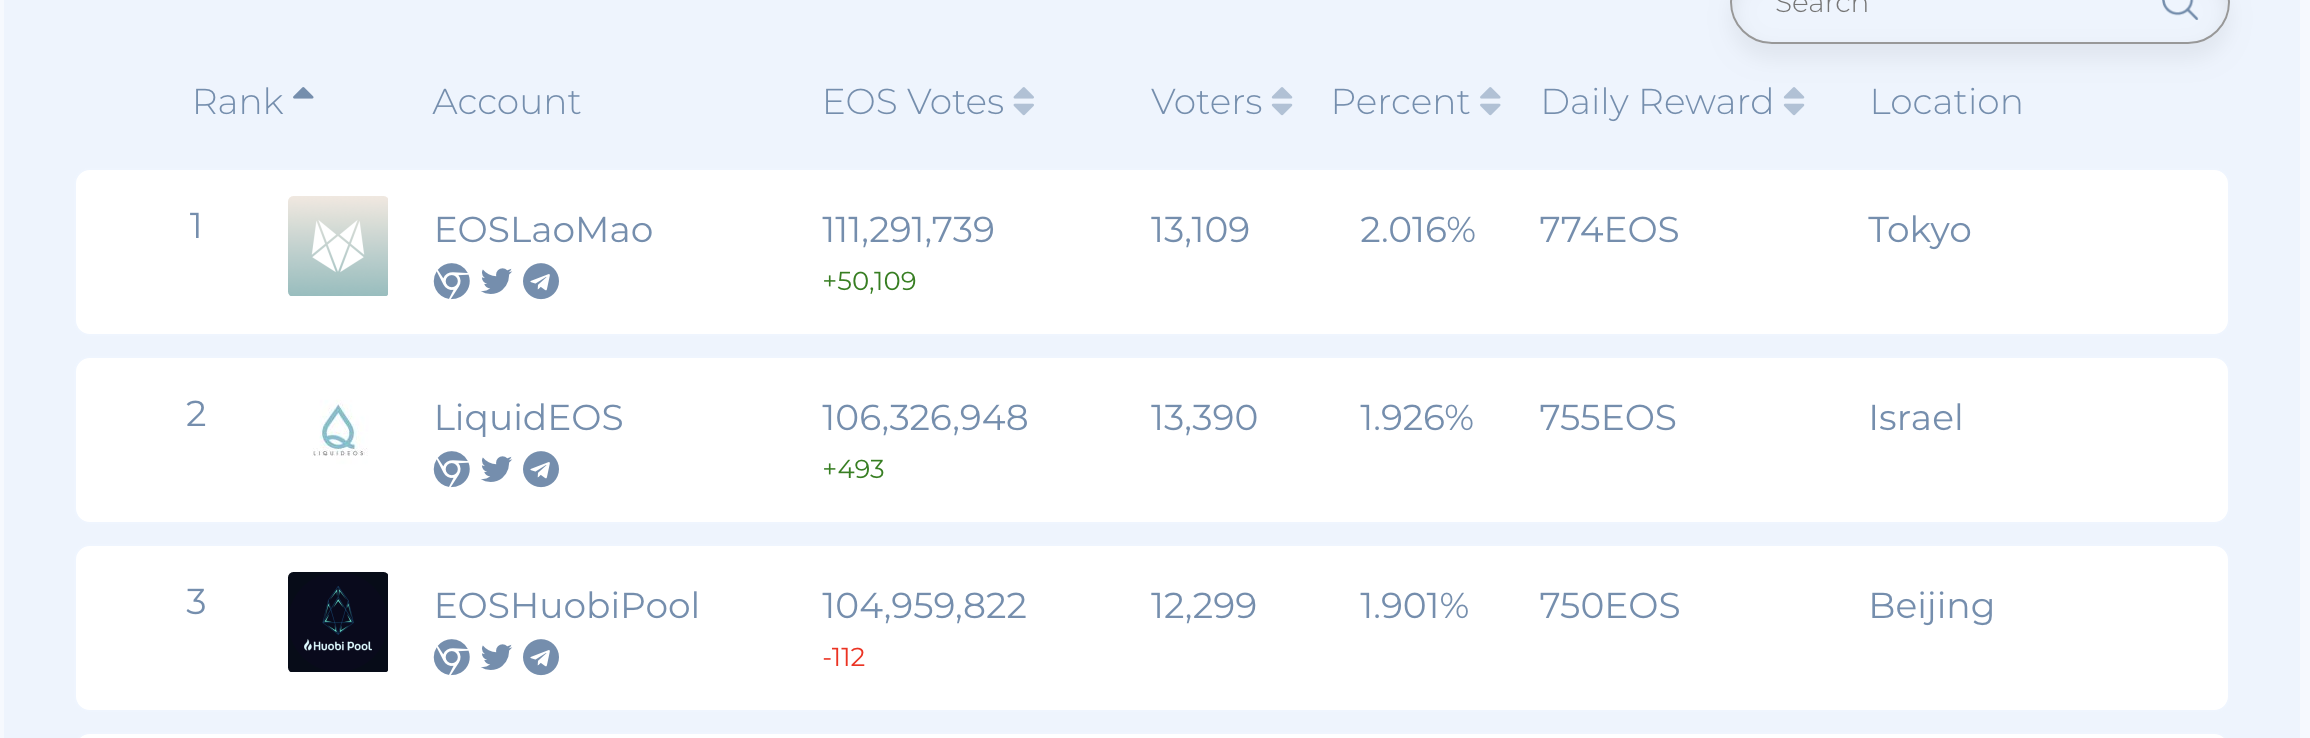 Search
Rank Account EOS Votes Voters Percent Daily Reward Location
1 EOSLaoMao 111,291,739 13,109 2.016% 774EOS Tokyo
+50,109
2 LiquidEOS 106,326,948 13,390 1.926% 755EOS Israel
LIQUIDEOS
+493
3 EOSHuobiPool 104,959,822 12,299 1.901% 750EOS Beijing
Huobi Pool
-112